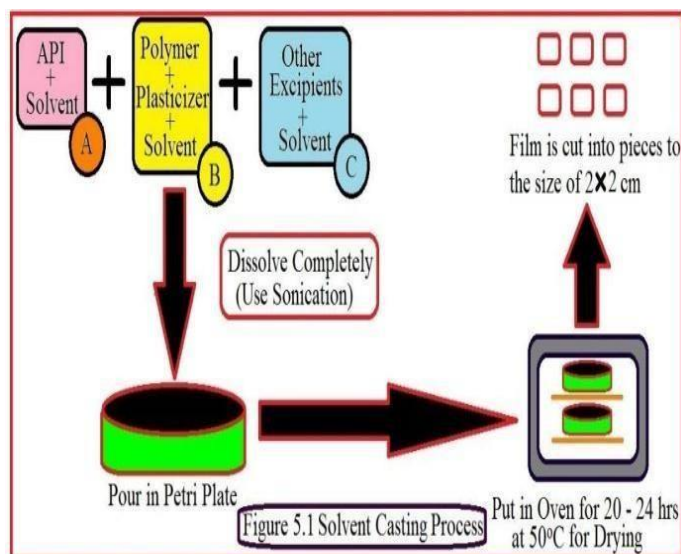 API
+
Solvent
A
+
Polymer
+
Plasticizer
+
Solvent
B
+
Other
Excipients
+
Solvent
C
Dissolve Completely
(Use Sonication)
Pour in Petri Plate
Put in Oven for 20 - 24 hrs
at 50°C for Drying
Film is cut into pieces to
the size of 2×2 cm
Figure 5.1 Solvent Casting Process